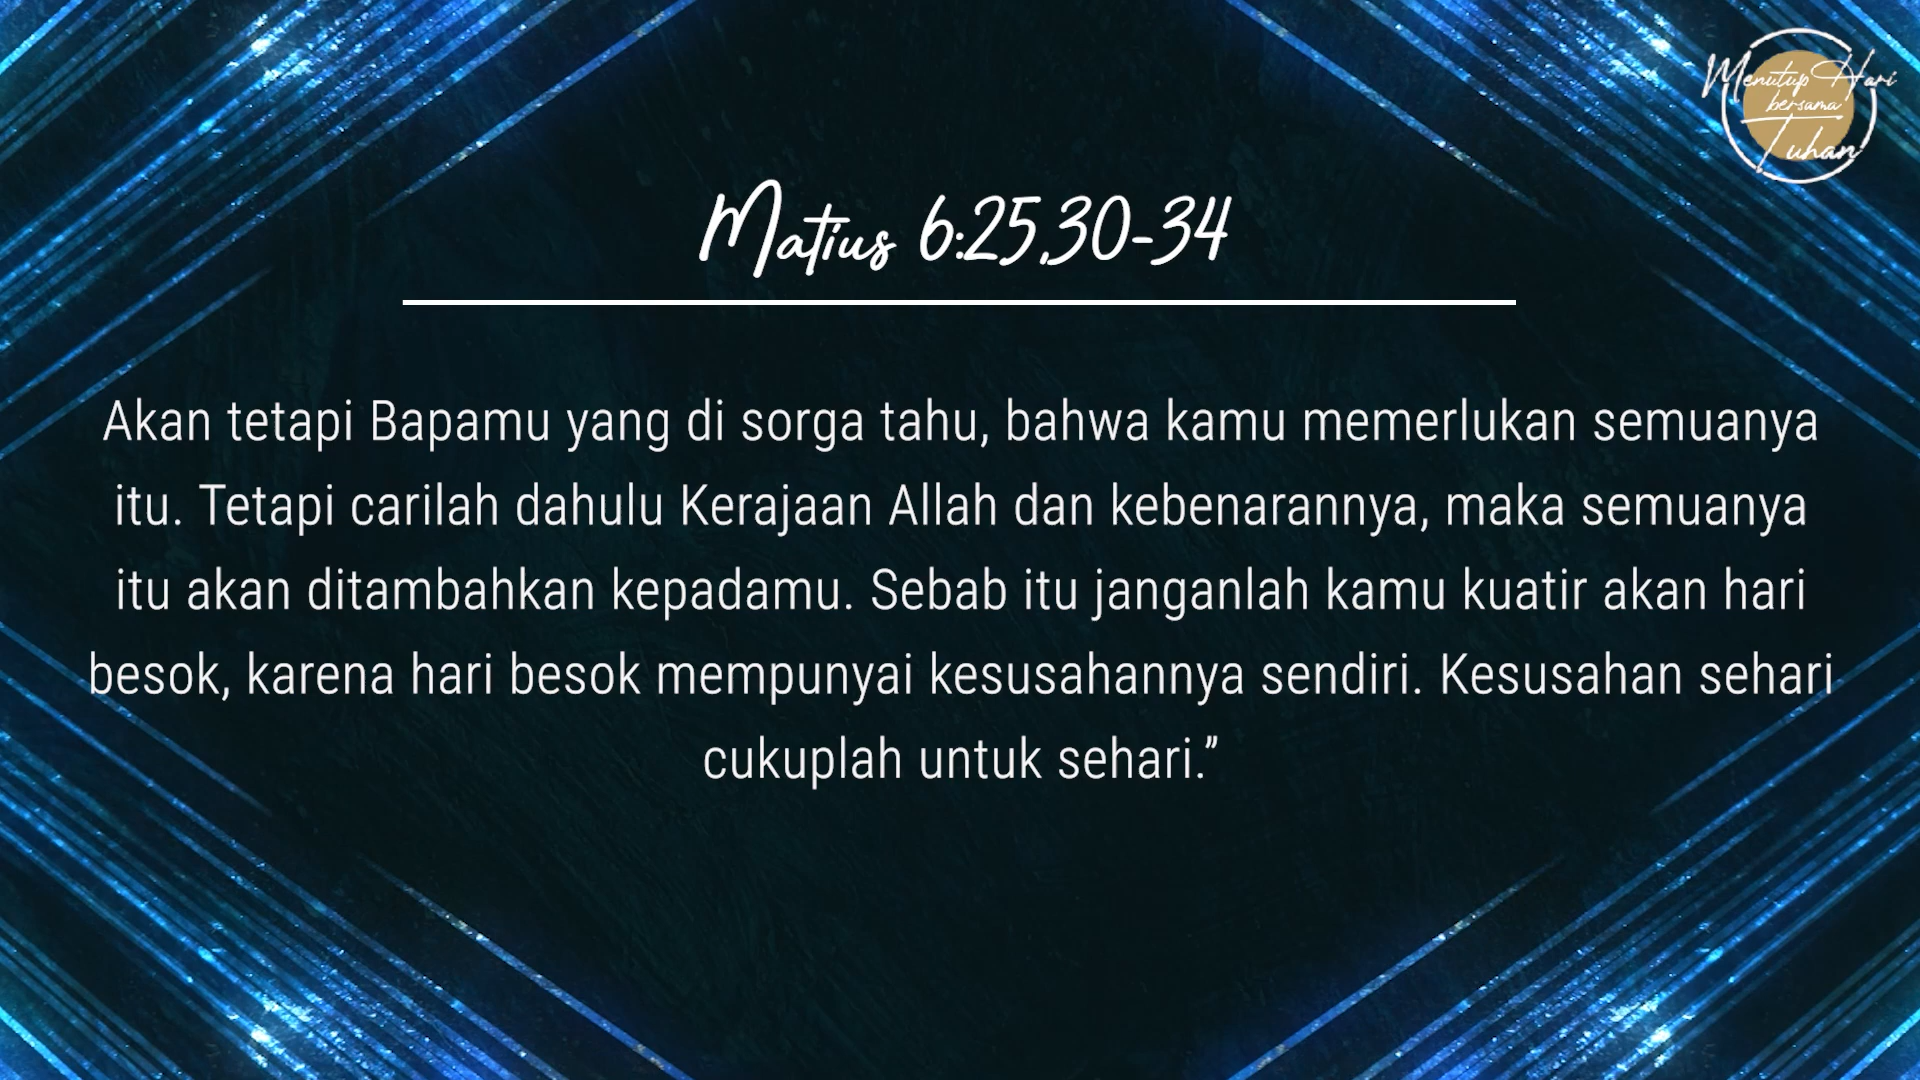 Menutup Hari
bersama
Tuhan
Matius 6:25,30-34
Akan tetapi Bapamu yang di sorga tahu, bahwa kamu memerlukan semuanya
itu. Tetapi carilah dahulu Kerajaan Allah dan kebenarannya, maka semuanya
itu akan ditambahkan kepadamu. Sebab itu janganlah kamu kuatir akan hari
besok, karena hari besok mempunyai kesusahannya sendiri. Kesusahan sehari
cukuplah untuk sehari.”